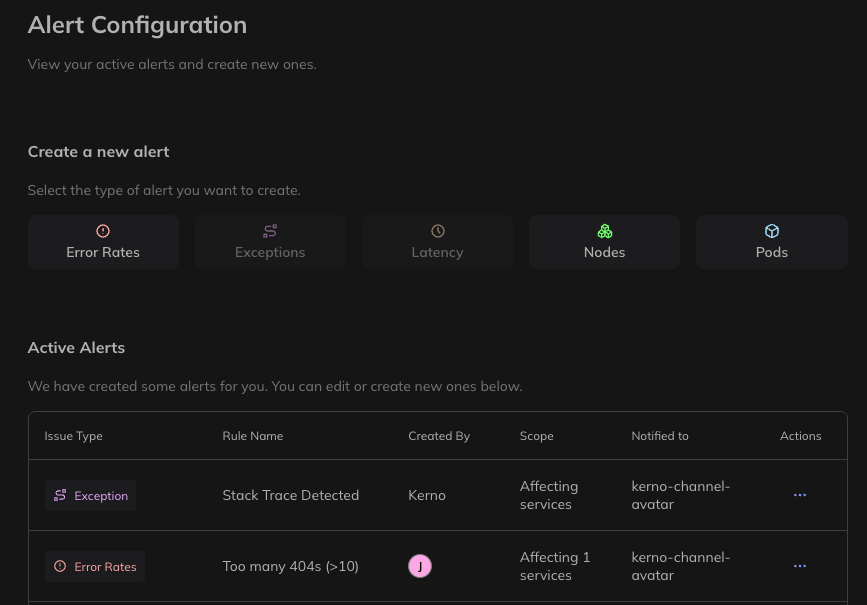 Alert Configuration
View your active alerts and create new ones.
Create a new alert
Select the type of alert you want to create.
Error Rates
Exceptions
Latency
Nodes
Pods
Active Alerts
We have created some alerts for you. You can edit or create new ones below.
Issue Type Rule Name Created By Scope Notified to Actions
Exception Stack Trace Detected Kerno Affecting services kerno-channel-avatar ...
Error Rates Too many 404s (>10) J Affecting 1 services kerno-channel-avatar ...